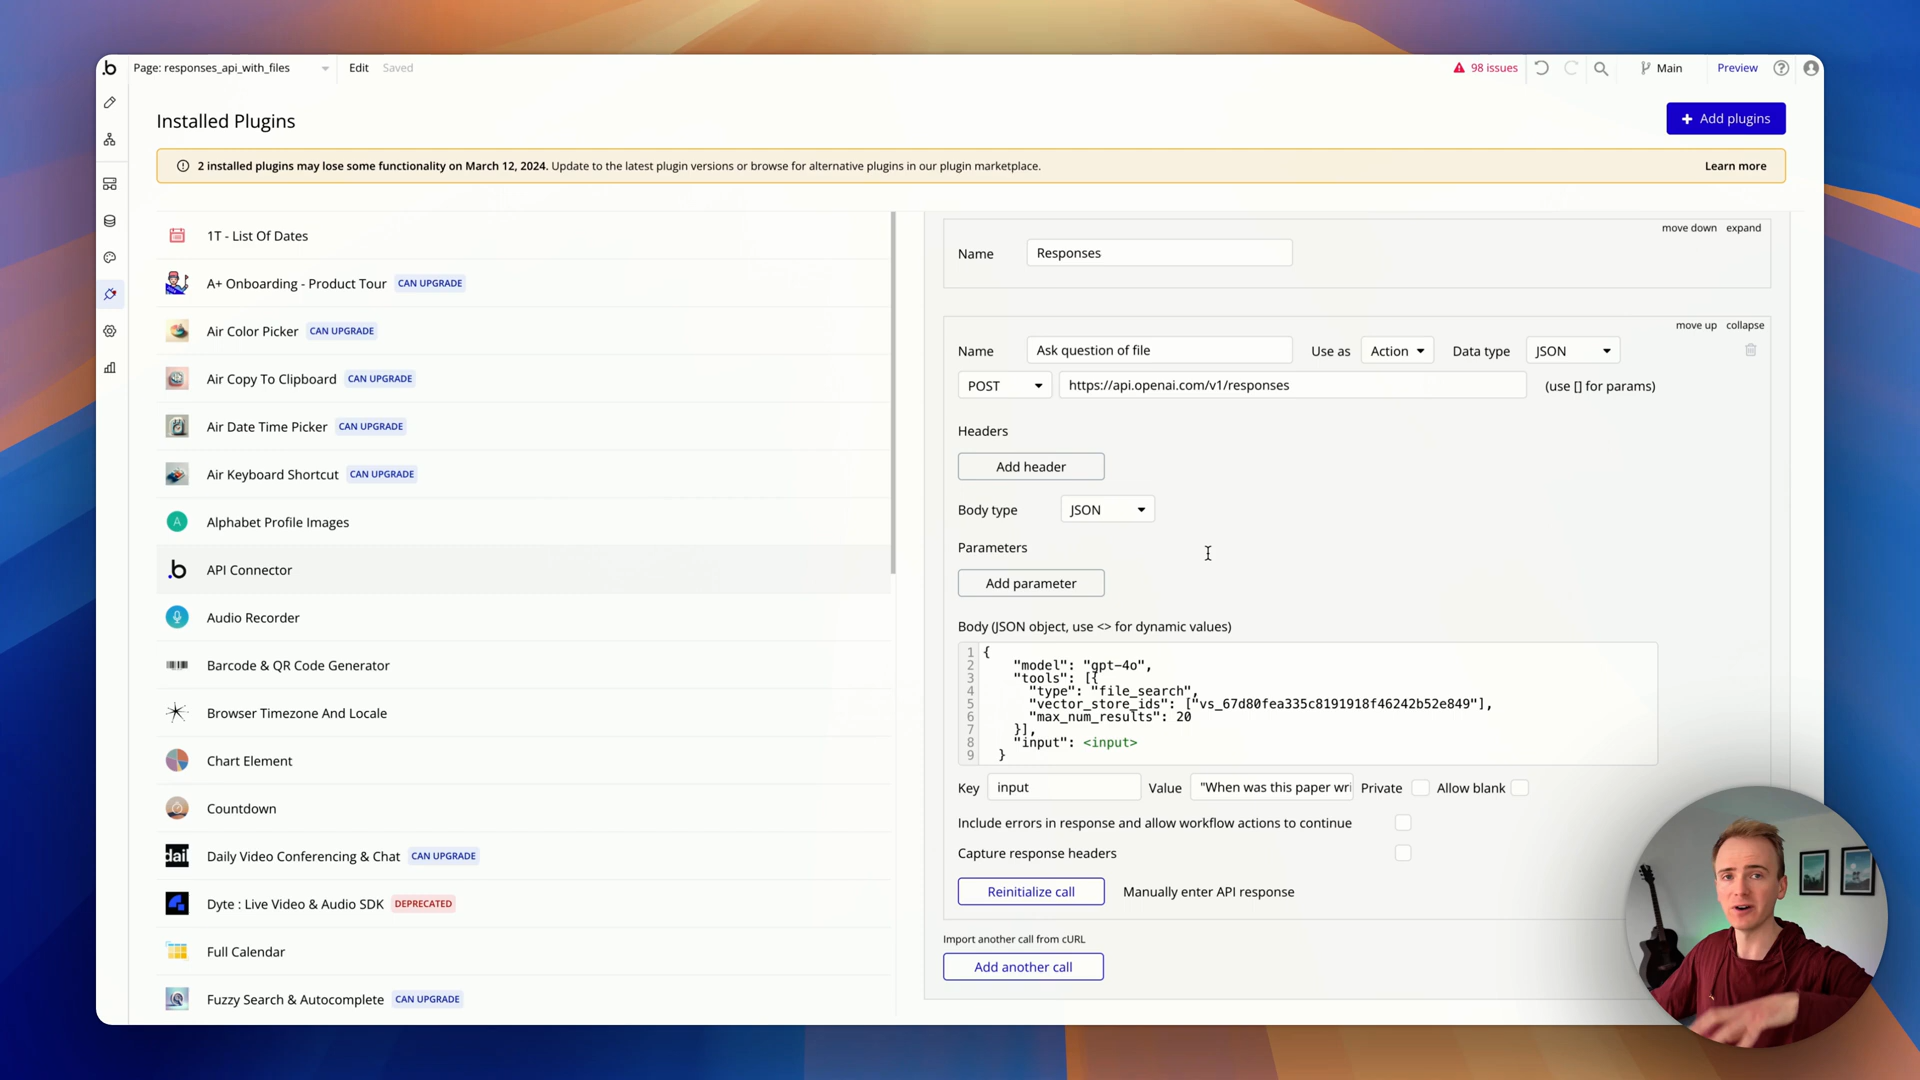 Page: responses_api_with_files
Edit
Saved
98 issues
Main
Preview
Installed Plugins
Add plugins
2 installed plugins may lose some functionality on March 12, 2024. Update to the latest plugin versions or browse for alternative plugins in our plugin marketplace.
Learn more
1T - List Of Dates
A+ Onboarding - Product Tour CAN UPGRADE
Air Color Picker CAN UPGRADE
Air Copy To Clipboard CAN UPGRADE
Air Date Time Picker CAN UPGRADE
Air Keyboard Shortcut CAN UPGRADE
A Alphabet Profile Images
.b API Connector
Audio Recorder
Barcode & QR Code Generator
Browser Timezone And Locale
Chart Element
Countdown
dail Daily Video Conferencing & Chat CAN UPGRADE
Dyte : Live Video & Audio SDK DEPRECATED
Full Calendar
Fuzzy Search & Autocomplete CAN UPGRADE
move down expand
Name Responses
move up collapse
Name Ask question of file Use as Action Data type JSON
POST https://api.openai.com/v1/responses (use [] for params)
Headers
Add header
Body type JSON
Parameters
Add parameter
Body (JSON object, use <> for dynamic values)
1 {
2 "model": "gpt-4o",
3 "tools": [{
4 "type": "file_search",
5 "vector_store_ids": ["vs_67d80fea335c8191918f46242b52e849"],
6 "max_num_results": 20
7 }],
8 "input": <input>
9 }
Key input Value "When was this paper wri Private Allow blank
Include errors in response and allow workflow actions to continue
Capture response headers
Reinitialize call Manually enter API response
Import another call from cURL
Add another call